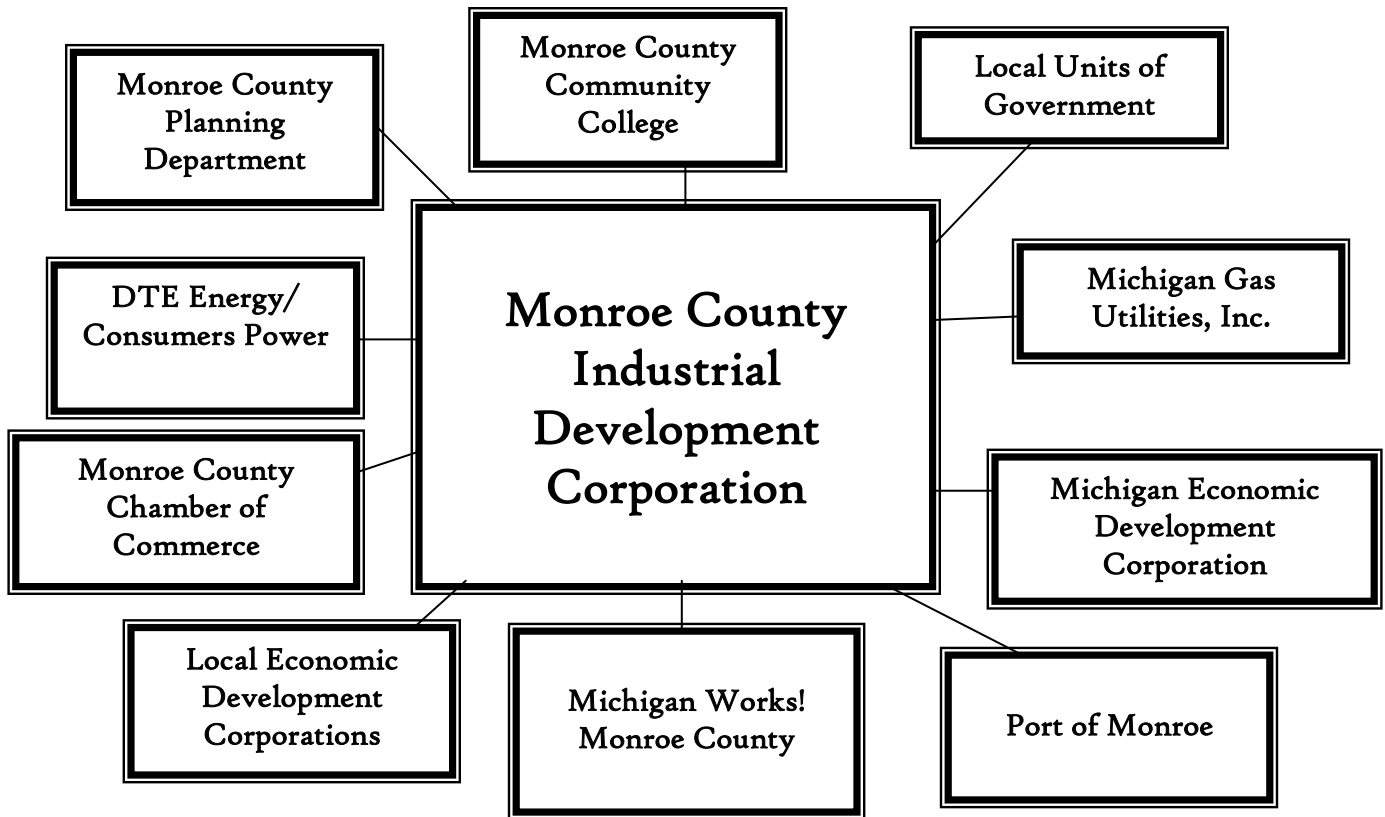 Monroe County
Planning
Department
Monroe County
Community
College
Local Units of
Government
DTE Energy/
Consumers Power
Monroe County
Industrial
Development
Corporation
Michigan Gas
Utilities, Inc.
Monroe County
Chamber of
Commerce
Michigan Economic
Development
Corporation
Local Economic
Development
Corporations
Michigan Works!
Monroe County
Port of Monroe